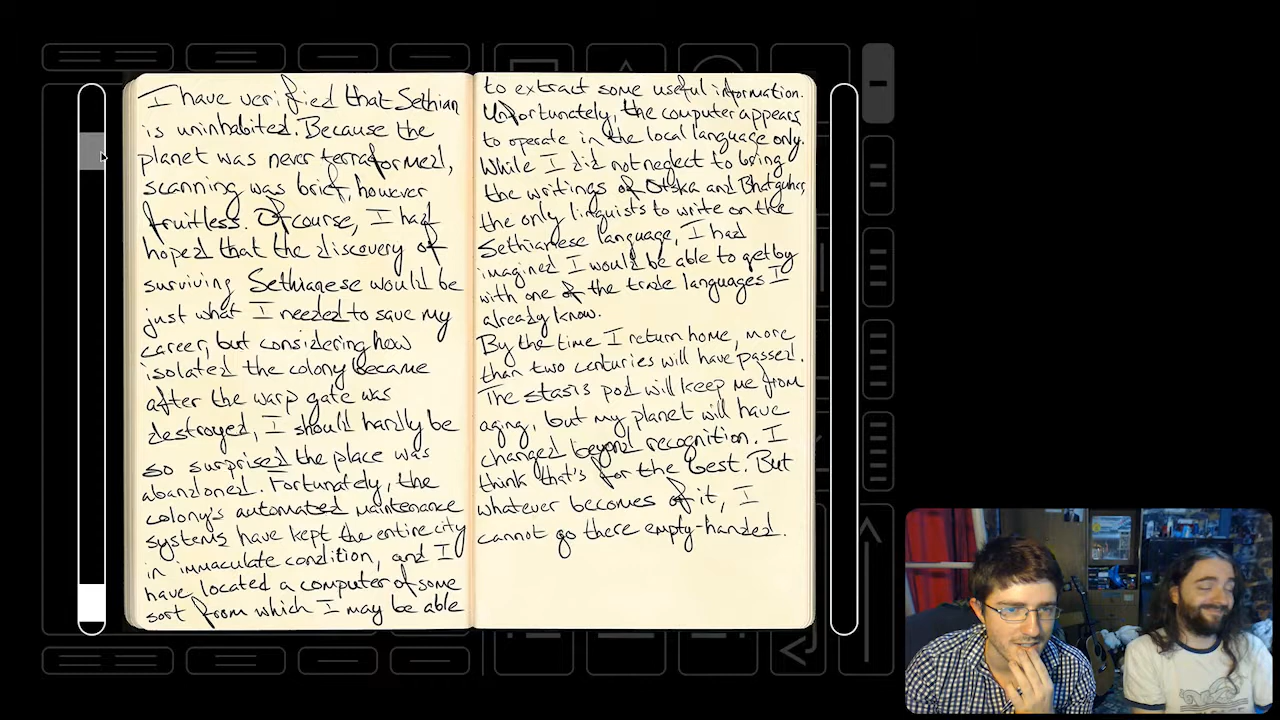 I have verified that Sethian
is uninhabited. Because the
planet was never terraformed,
scanning was brief, however
fruitless. Of course, I had
hoped that the discovery of
surviving Sethianese would be
just what I needed to save my
career, but considering how
isolated the colony became
after the warp gate was
destroyed, I should hardly be
so surprised the place was
abandoned. Fortunately, the
colony's automated maintenance
systems have kept the entire city
in immaculate condition, and I
have located a computer of some
sort from which I may be able
to extract some useful information.
Unfortunately, the computer appears
to operate in the local language only.
While I did not neglect to bring
the writings of Otska and
the only linguists to write on the
Sethianese language, I had
imagined I would be able to get by
with one of the trade languages I
already know.
By the time I return home, more
than two centuries will have passed.
The stasis pod will keep me from
aging, but my planet will have
changed beyond recognition. I
think that's for the best. But
whatever becomes of it, I
cannot go there empty-handed.